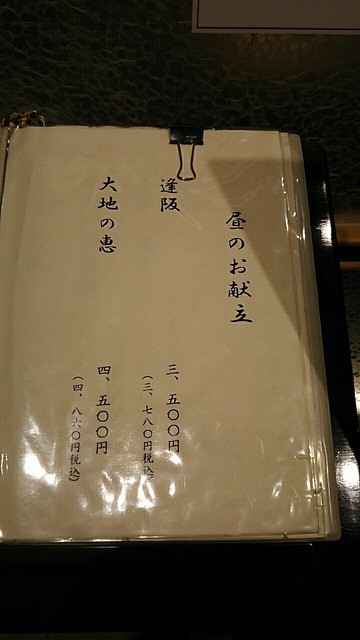 昼のお献立
逢阪
三、五〇〇円
（三、七八〇円税込）
大地の恵
四、五〇〇円
（四、八六〇円税込）